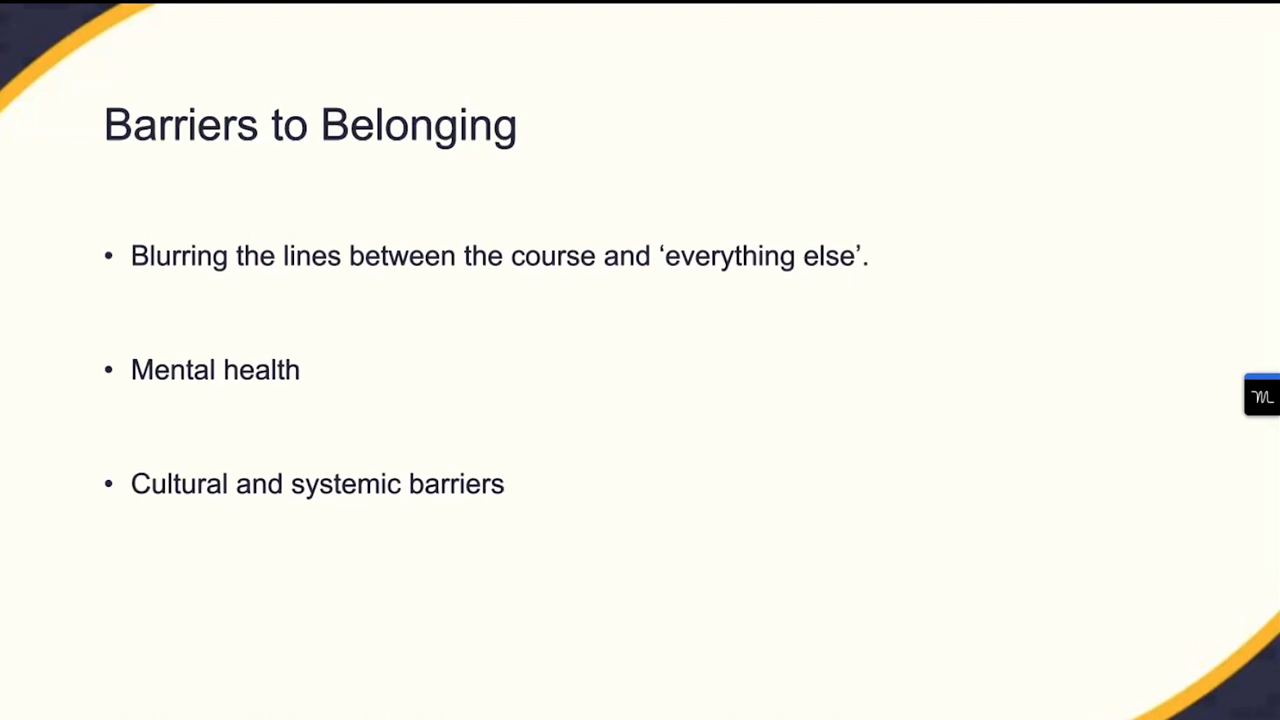 Barriers to Belonging
• Blurring the lines between the course and ‘everything else’.
• Mental health
• Cultural and systemic barriers